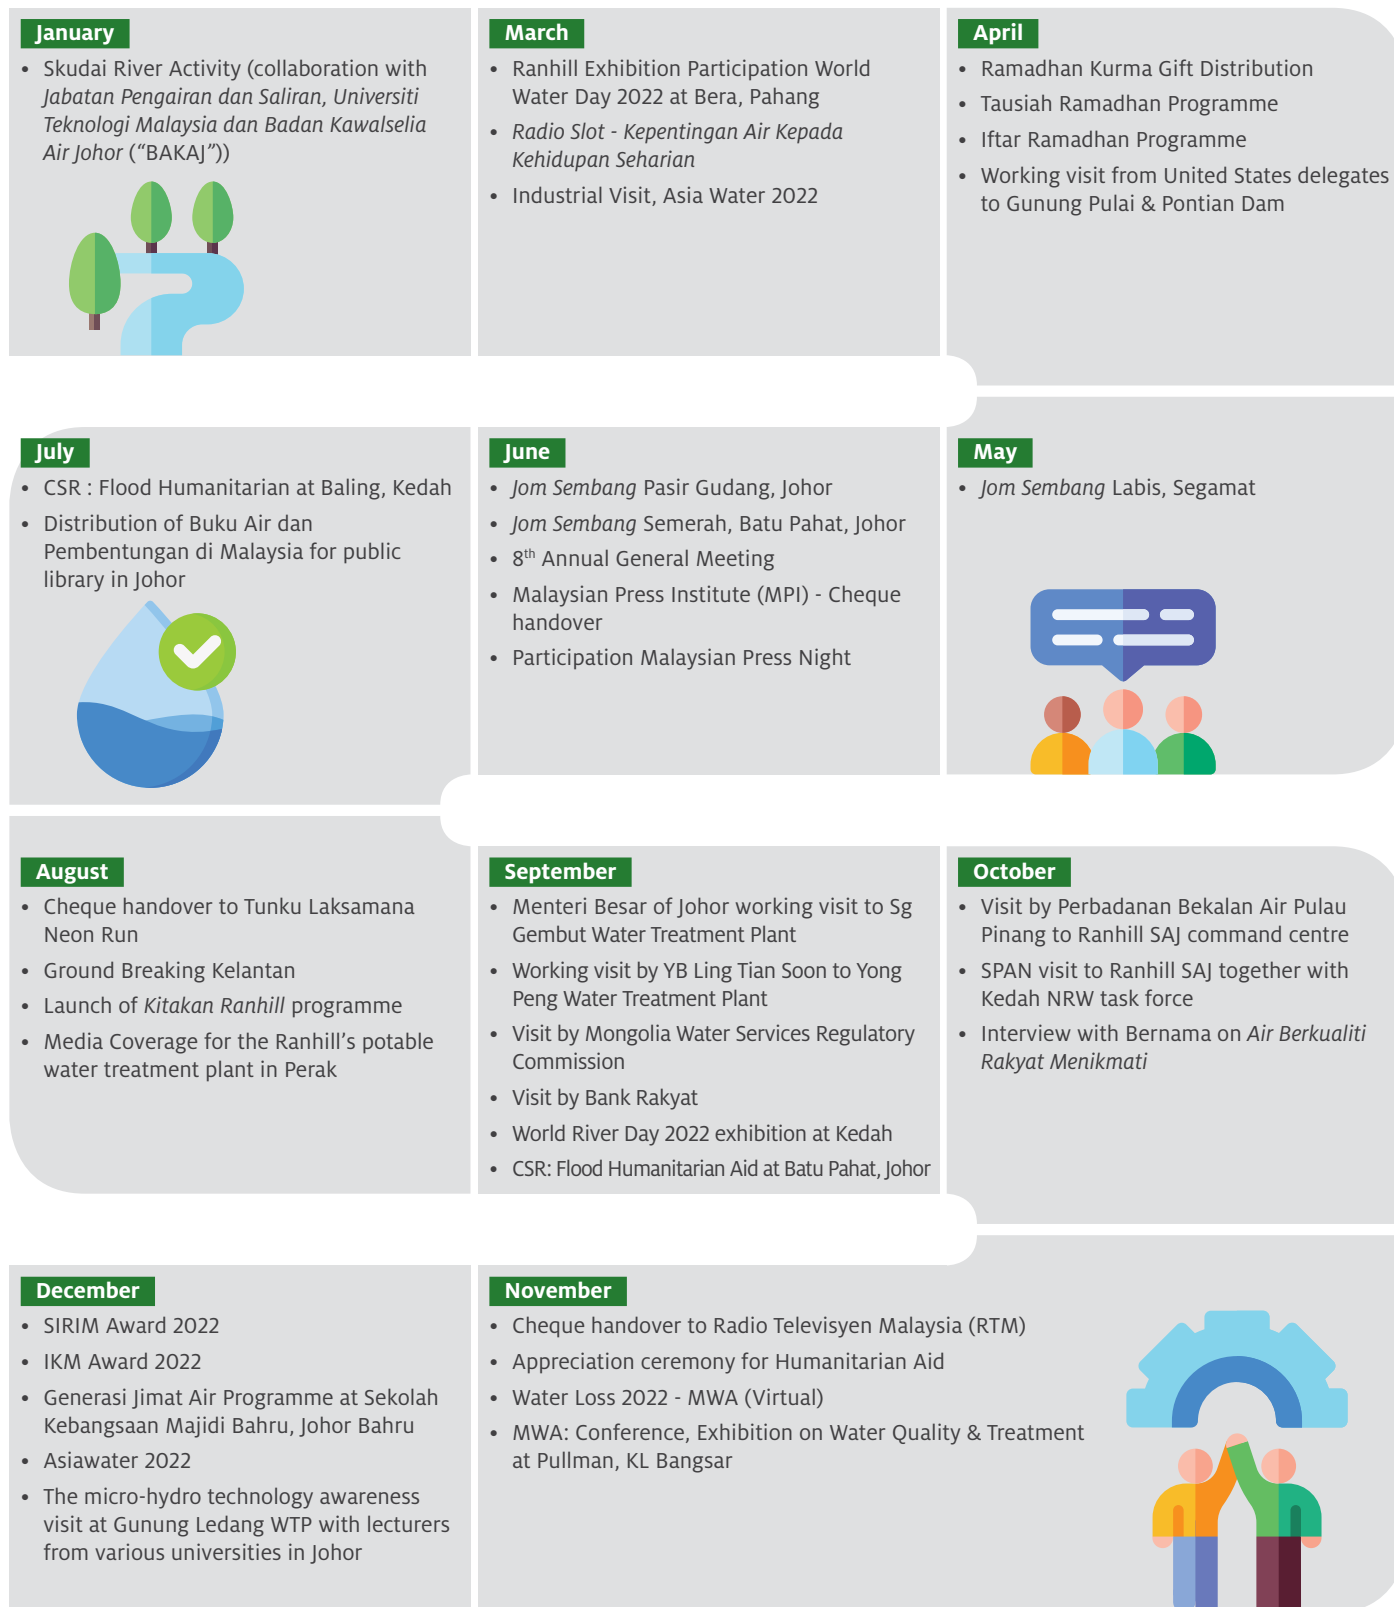 January
• Skudai River Activity (collaboration with
Jabatan Pengairan dan Saliran, Universiti
Teknologi Malaysia dan Badan Kawalselia
Air Johor (“BAKAJ”))
March
• Ranhill Exhibition Participation World
Water Day 2022 at Bera, Pahang
• Radio Slot - Kepentingan Air Kepada
Kehidupan Seharian
• Industrial Visit, Asia Water 2022
April
• Ramadhan Kurma Gift Distribution
• Tausiah Ramadhan Programme
• Iftar Ramadhan Programme
• Working visit from United States delegates
to Gunung Pulai & Pontian Dam
July
• CSR : Flood Humanitarian at Baling, Kedah
• Distribution of Buku Air dan
Pembentungan di Malaysia for public
library in Johor
June
• Jom Sembang Pasir Gudang, Johor
• Jom Sembang Semerah, Batu Pahat, Johor
• 8th Annual General Meeting
• Malaysian Press Institute (MPI) - Cheque
handover
• Participation Malaysian Press Night
May
• Jom Sembang Labis, Segamat
August
• Cheque handover to Tunku Laksamana
Neon Run
• Ground Breaking Kelantan
• Launch of Kitakan Ranhill programme
• Media Coverage for the Ranhill’s potable
water treatment plant in Perak
September
• Menteri Besar of Johor working visit to Sg
Gembut Water Treatment Plant
• Working visit by YB Ling Tian Soon to Yong
Peng Water Treatment Plant
• Visit by Mongolia Water Services Regulatory
Commission
• Visit by Bank Rakyat
• World River Day 2022 exhibition at Kedah
• CSR: Flood Humanitarian Aid at Batu Pahat, Johor
October
• Visit by Perbadanan Bekalan Air Pulau
Pinang to Ranhill SAJ command centre
• SPAN visit to Ranhill SAJ together with
Kedah NRW task force
• Interview with Bernama on Air Berkualiti
Rakyat Menikmati
December
• SIRIM Award 2022
• IKM Award 2022
• Generasi Jimat Air Programme at Sekolah
Kebangsaan Majidi Bahru, Johor Bahru
• Asiawater 2022
• The micro-hydro technology awareness
visit at Gunung Ledang WTP with lecturers
from various universities in Johor
November
• Cheque handover to Radio Televisyen Malaysia (RTM)
• Appreciation ceremony for Humanitarian Aid
• Water Loss 2022 - MWA (Virtual)
• MWA: Conference, Exhibition on Water Quality & Treatment
at Pullman, KL Bangsar